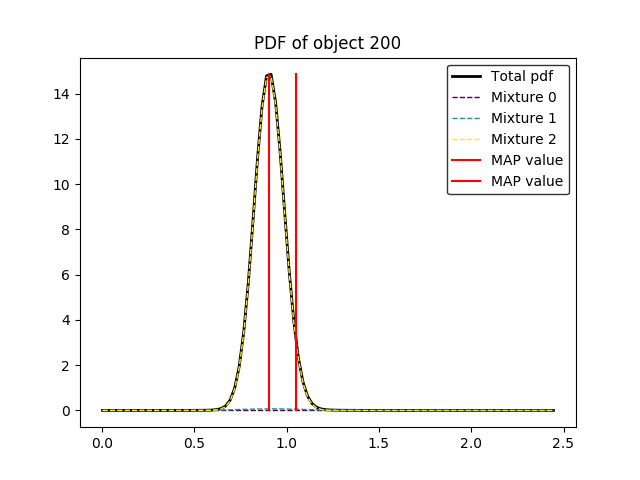 PDF of object 200
Total pdf
Mixture 0
Mixture 1
Mixture 2
MAP value
MAP value
14
12
10
8
6
4
2
0
0.0 0.5 1.0 1.5 2.0 2.5